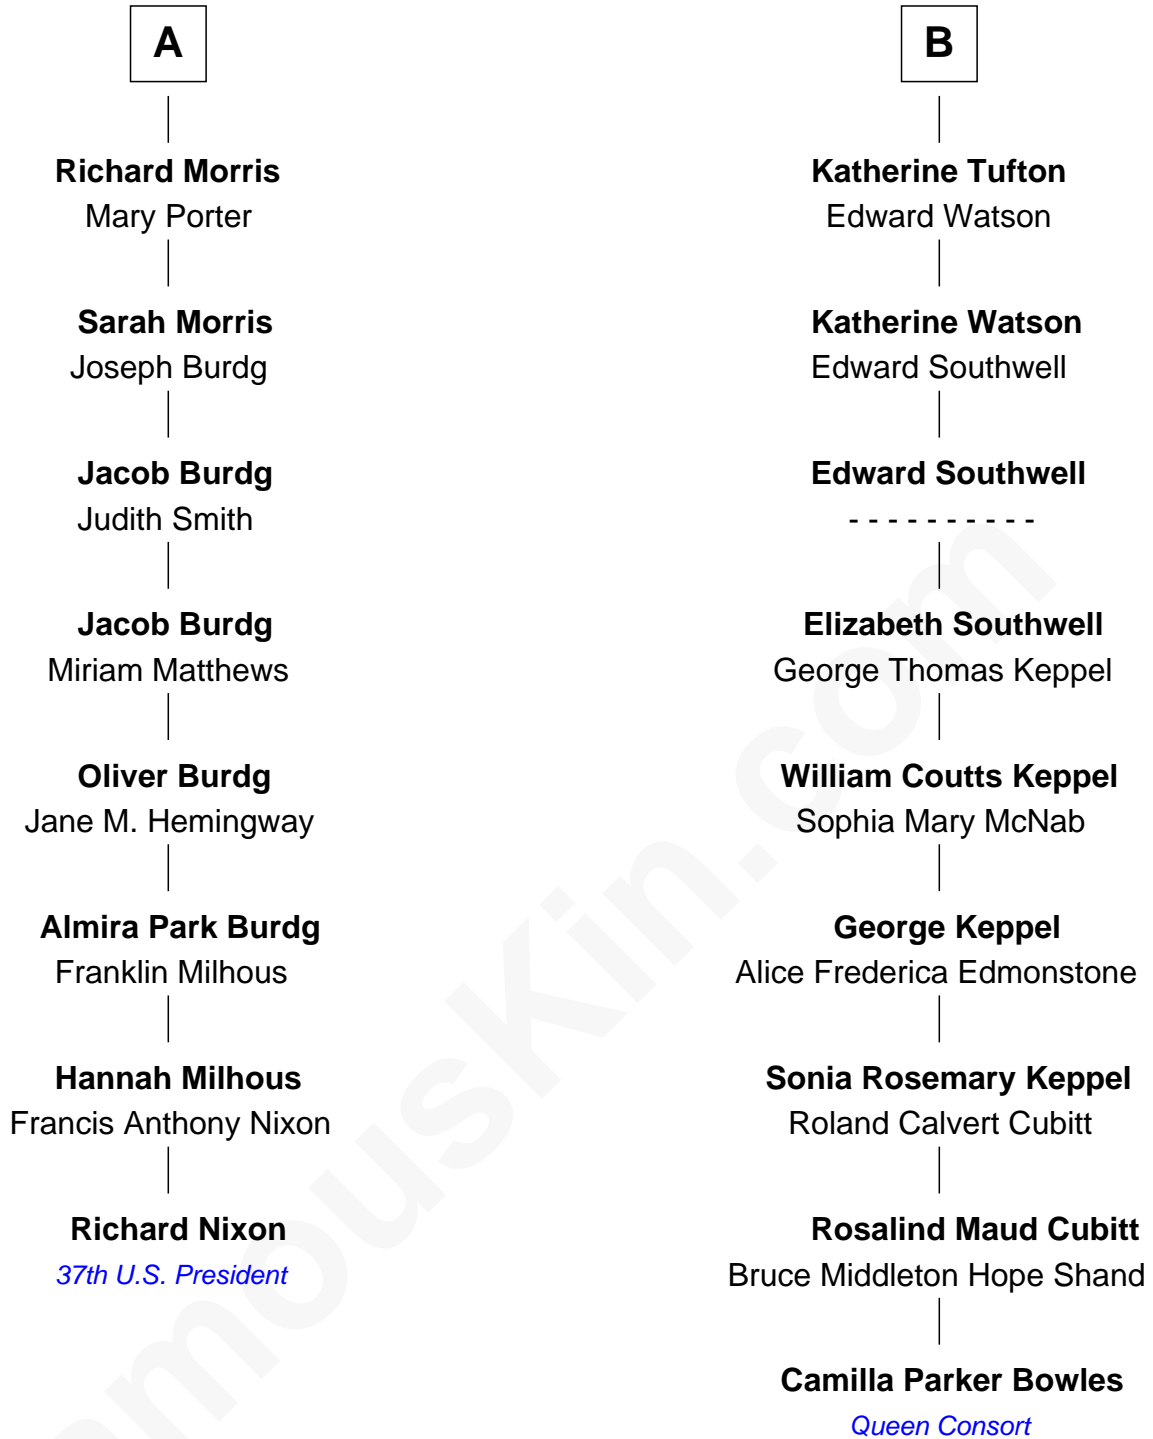 A
Richard Morris
Mary Porter
Sarah Morris
Joseph Burdg
Jacob Burdg
Judith Smith
Jacob Burdg
Miriam Matthews
Oliver Burdg
Jane M. Hemingway
Almira Park Burdg
Franklin Milhous
Hannah Milhous
Francis Anthony Nixon
Richard Nixon
37th U.S. President
B
Katherine Tufton
Edward Watson
Katherine Watson
Edward Southwell
Edward Southwell
- - - - - - - - - -
Elizabeth Southwell
George Thomas Keppel
William Coutts Keppel
Sophia Mary McNab
George Keppel
Alice Frederica Edmonstone
Sonia Rosemary Keppel
Roland Calvert Cubitt
Rosalind Maud Cubitt
Bruce Middleton Hope Shand
Camilla Parker Bowles
Queen Consort
amousKin.com